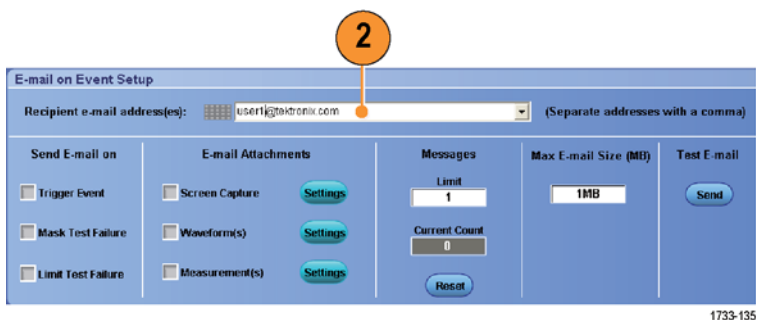 2
E-mail on Event Setup
Recipient e-mail address(es): user1@tektronix.com (Separate addresses with a comma)
Send E-mail on E-mail Attachments Messages Max E-mail Size (MB) Test E-mail
Limit
Trigger Event Screen Capture Settings 1 1MB Send
Mask Test Failure Waveform(s) Settings Current Count
0
Limit Test Failure Measurement(s) Settings Reset
1733-135